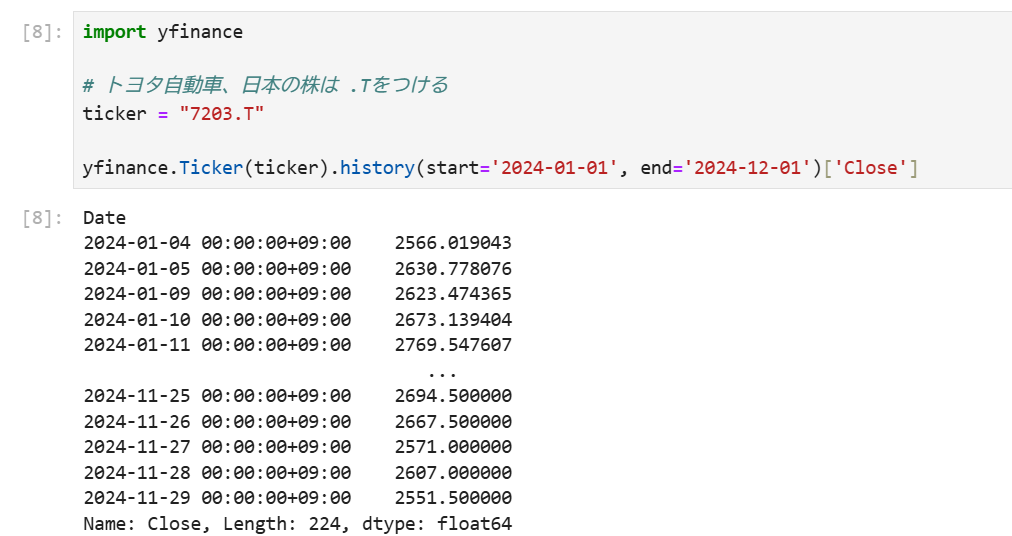 [8]: import yfinance
# トヨタ自動車、日本の株は .Tをつける
ticker = "7203.T"
yfinance.Ticker(ticker).history(start='2024-01-01', end='2024-12-01')['Close']
[8]: Date
2024-01-04 00:00:00+09:00    2566.019043
2024-01-05 00:00:00+09:00    2630.778076
2024-01-09 00:00:00+09:00    2623.474365
2024-01-10 00:00:00+09:00    2673.139404
2024-01-11 00:00:00+09:00    2769.547607
...
2024-11-25 00:00:00+09:00    2694.500000
2024-11-26 00:00:00+09:00    2667.500000
2024-11-27 00:00:00+09:00    2571.000000
2024-11-28 00:00:00+09:00    2607.000000
2024-11-29 00:00:00+09:00    2551.500000
Name: Close, Length: 224, dtype: float64